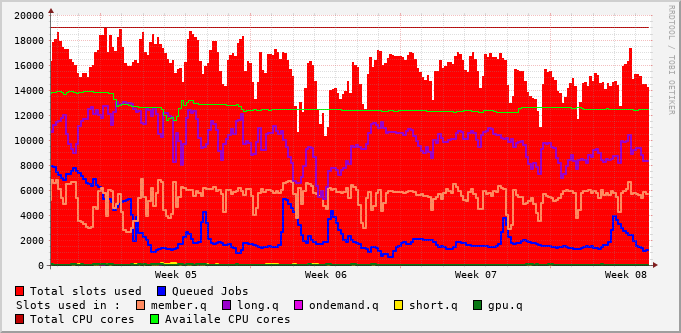 20000
18000
16000
14000
12000
10000
8000
6000
4000
2000
0
Week 05 Week 06 Week 07 Week 08
RRDTOOL / TOBI OETIKER
Total slots used Queued Jobs
Slots used in : member.q long.q ondemand.q short.q gpu.q
Total CPU cores Availale CPU cores